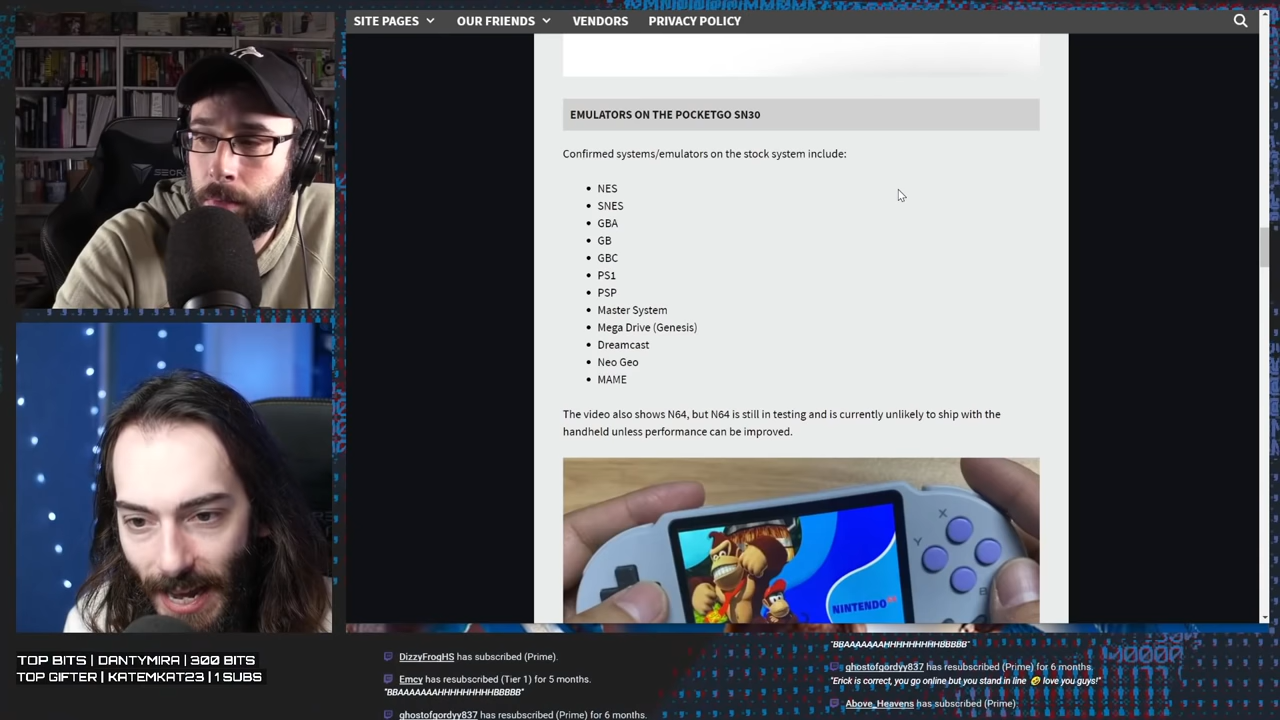 SITE PAGES
OUR FRIENDS
VENDORS
PRIVACY POLICY
EMULATORS ON THE POCKETGO SN30
Confirmed systems/emulators on the stock system include:
NES
SNES
GBA
GB
GBC
PS1
PSP
Master System
Mega Drive (Genesis)
Dreamcast
Neo Geo
MAME
The video also shows N64, but N64 is still in testing and is currently unlikely to ship with the
handheld unless performance can be improved.
X
Y
NINTENDO
TOP BITS | DANTYMIRA | 300 BITS
TOP GIFTER | KATEMKAT23 | 1 SUBS
DizzyFrogHS has subscribed (Prime).
Emcy has resubscribed (Tier 1) for 5 months.
"BBAAAAAAAHHHHHHHHHBBBBB"
ghostofgordyy837 has resubscribed (Prime) for 6 months.
ghostofgordyy837 has resubscribed (Prime) for 6 months.
"Erick is correct, you go online but you stand in line 🤣 love you guys!"
Above_Heavens has subscribed (Prime)